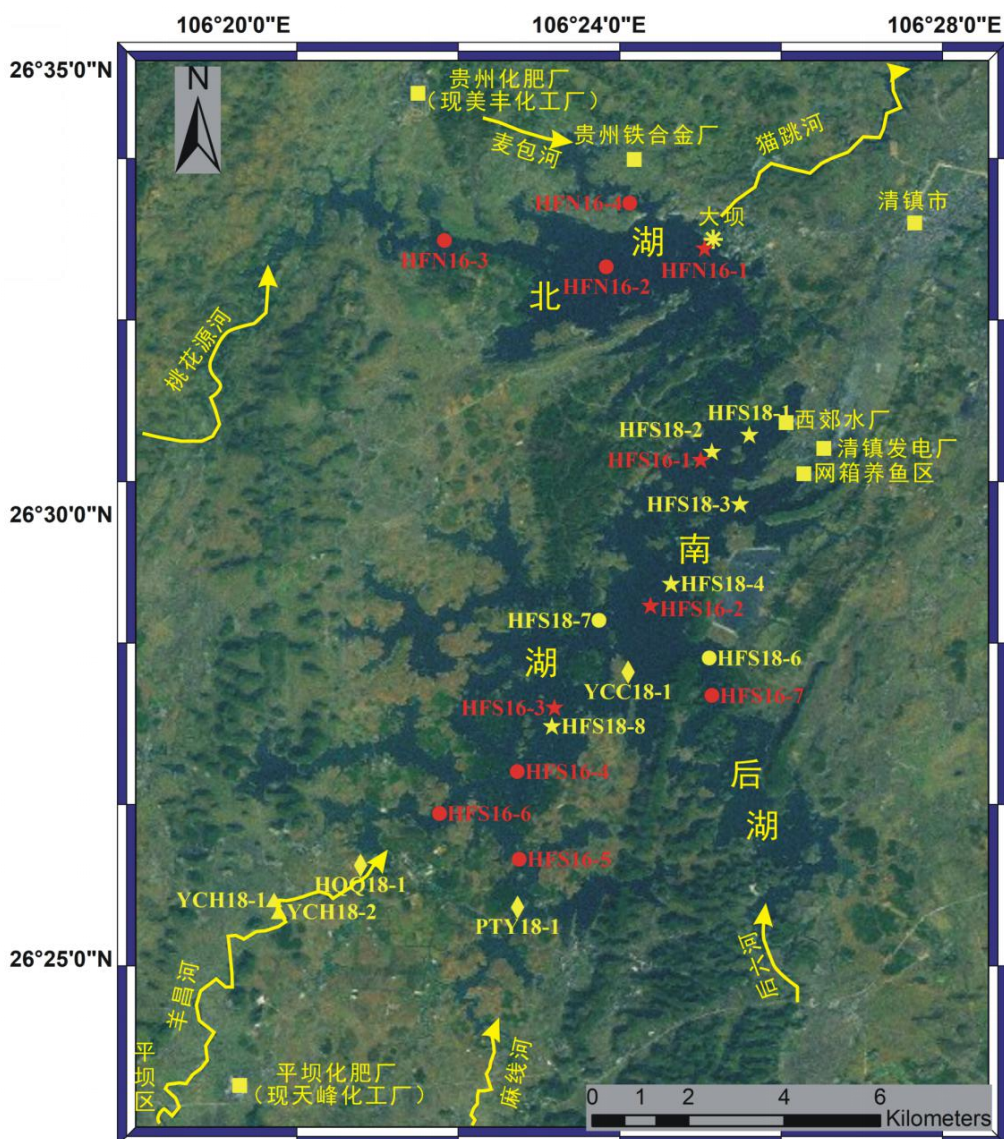 106°20'0"E
106°24'0"E
106°28'0"E
26°35'0"N
N
贵州化肥厂
（现美丰化工厂）
麦包河
贵州铁合金厂
猫跳河
清镇市
大坝
HFN16-4
湖
HFN16-3
HFN16-1
HFN16-2
北
桃花源河
HFS18-1
西郊水厂
HFS18-2
HFS16-1
清镇发电厂
网箱养鱼区
26°30'0"N
HFS18-3
南
HFS18-4
HFS16-2
HFS18-7
湖
HFS18-6
YCC18-1
HFS16-7
HFS16-3
HFS18-8
HFS16-4
后
湖
HFS16-6
HFS16-5
HOQ18-1
YCH18-1
YCH18-2
PTY18-1
26°25'0"N
羊昌河
后六河
麻线河
平坝区
平坝化肥厂
（现天峰化工厂）
0 1 2 4 6
Kilometers